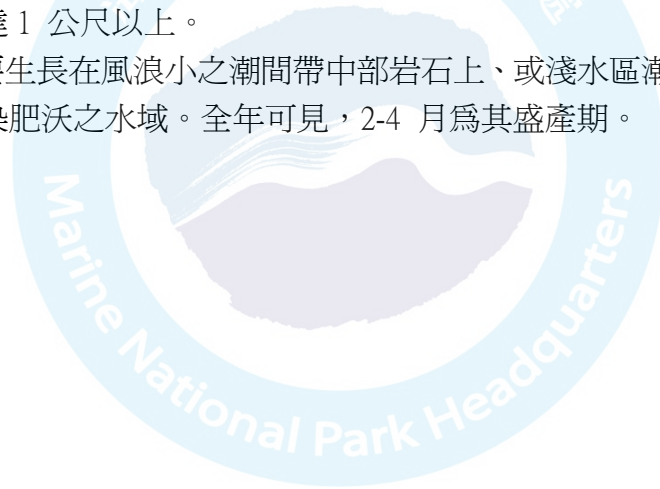 達 1 公尺以上。
要生長在風浪小之潮間帶中部岩石上、或淺水區潮
染肥沃之水域。全年可見，2-4 月為其盛產期。
Marine National Park Headquarters